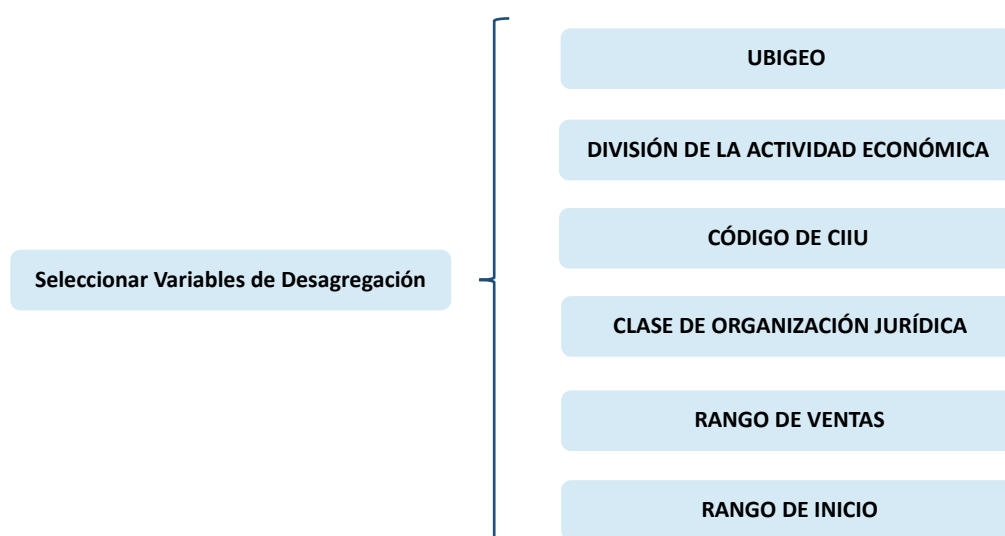 UBIGEO
DIVISIÓN DE LA ACTIVIDAD ECONÓMICA
CÓDIGO DE CIIU
Seleccionar Variables de Desagregación
CLASE DE ORGANIZACIÓN JURÍDICA
RANGO DE VENTAS
RANGO DE INICIO